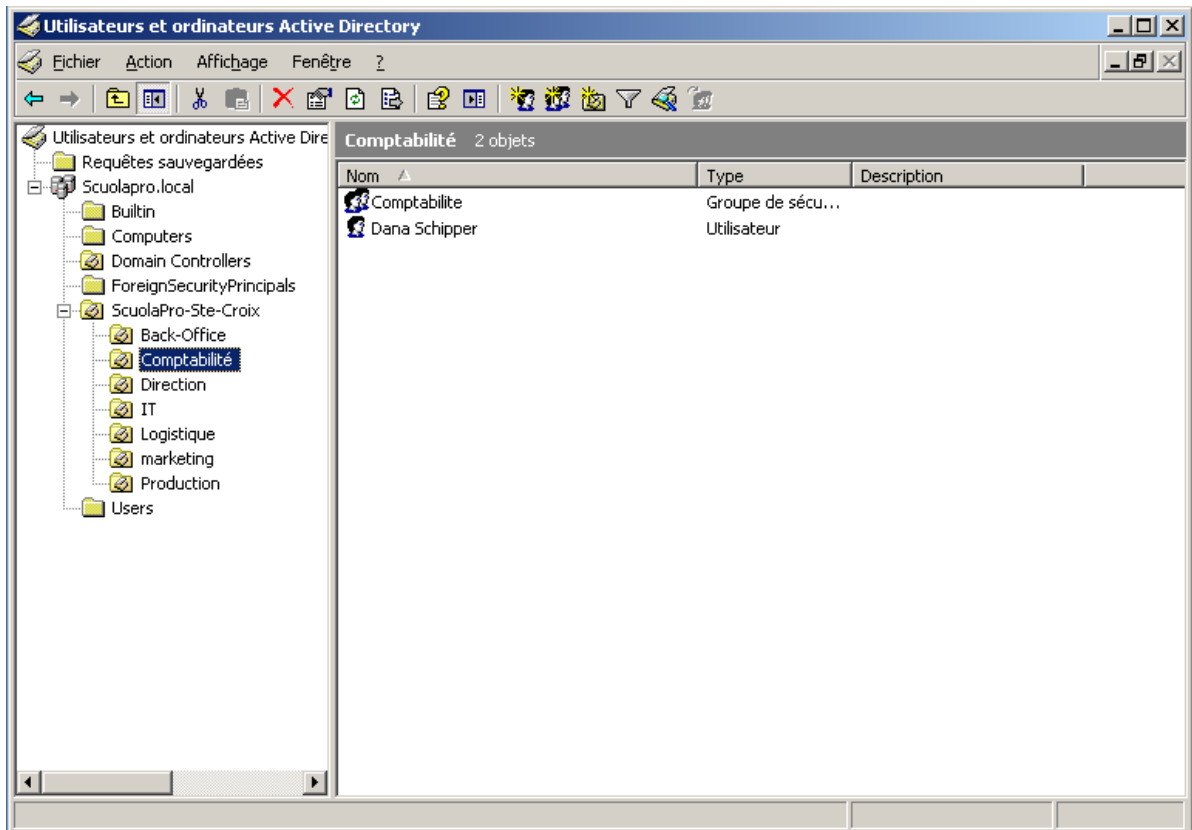 Utilisateurs et ordinateurs Active Directory
Fichier Action Affichage Fenêtre ?
Utilisateurs et ordinateurs Active Dire
Requêtes sauvegardées
Scuolapro.local
Builtin
Computers
Domain Controllers
ForeignSecurityPrincipals
ScuolaPro-Ste-Croix
Back-Office
Comptabilité
Direction
IT
Logistique
marketing
Production
Users
Comptabilité 2 objets
Nom Type Description
Comptabilite Groupe de sécu...
Dana Schipper Utilisateur